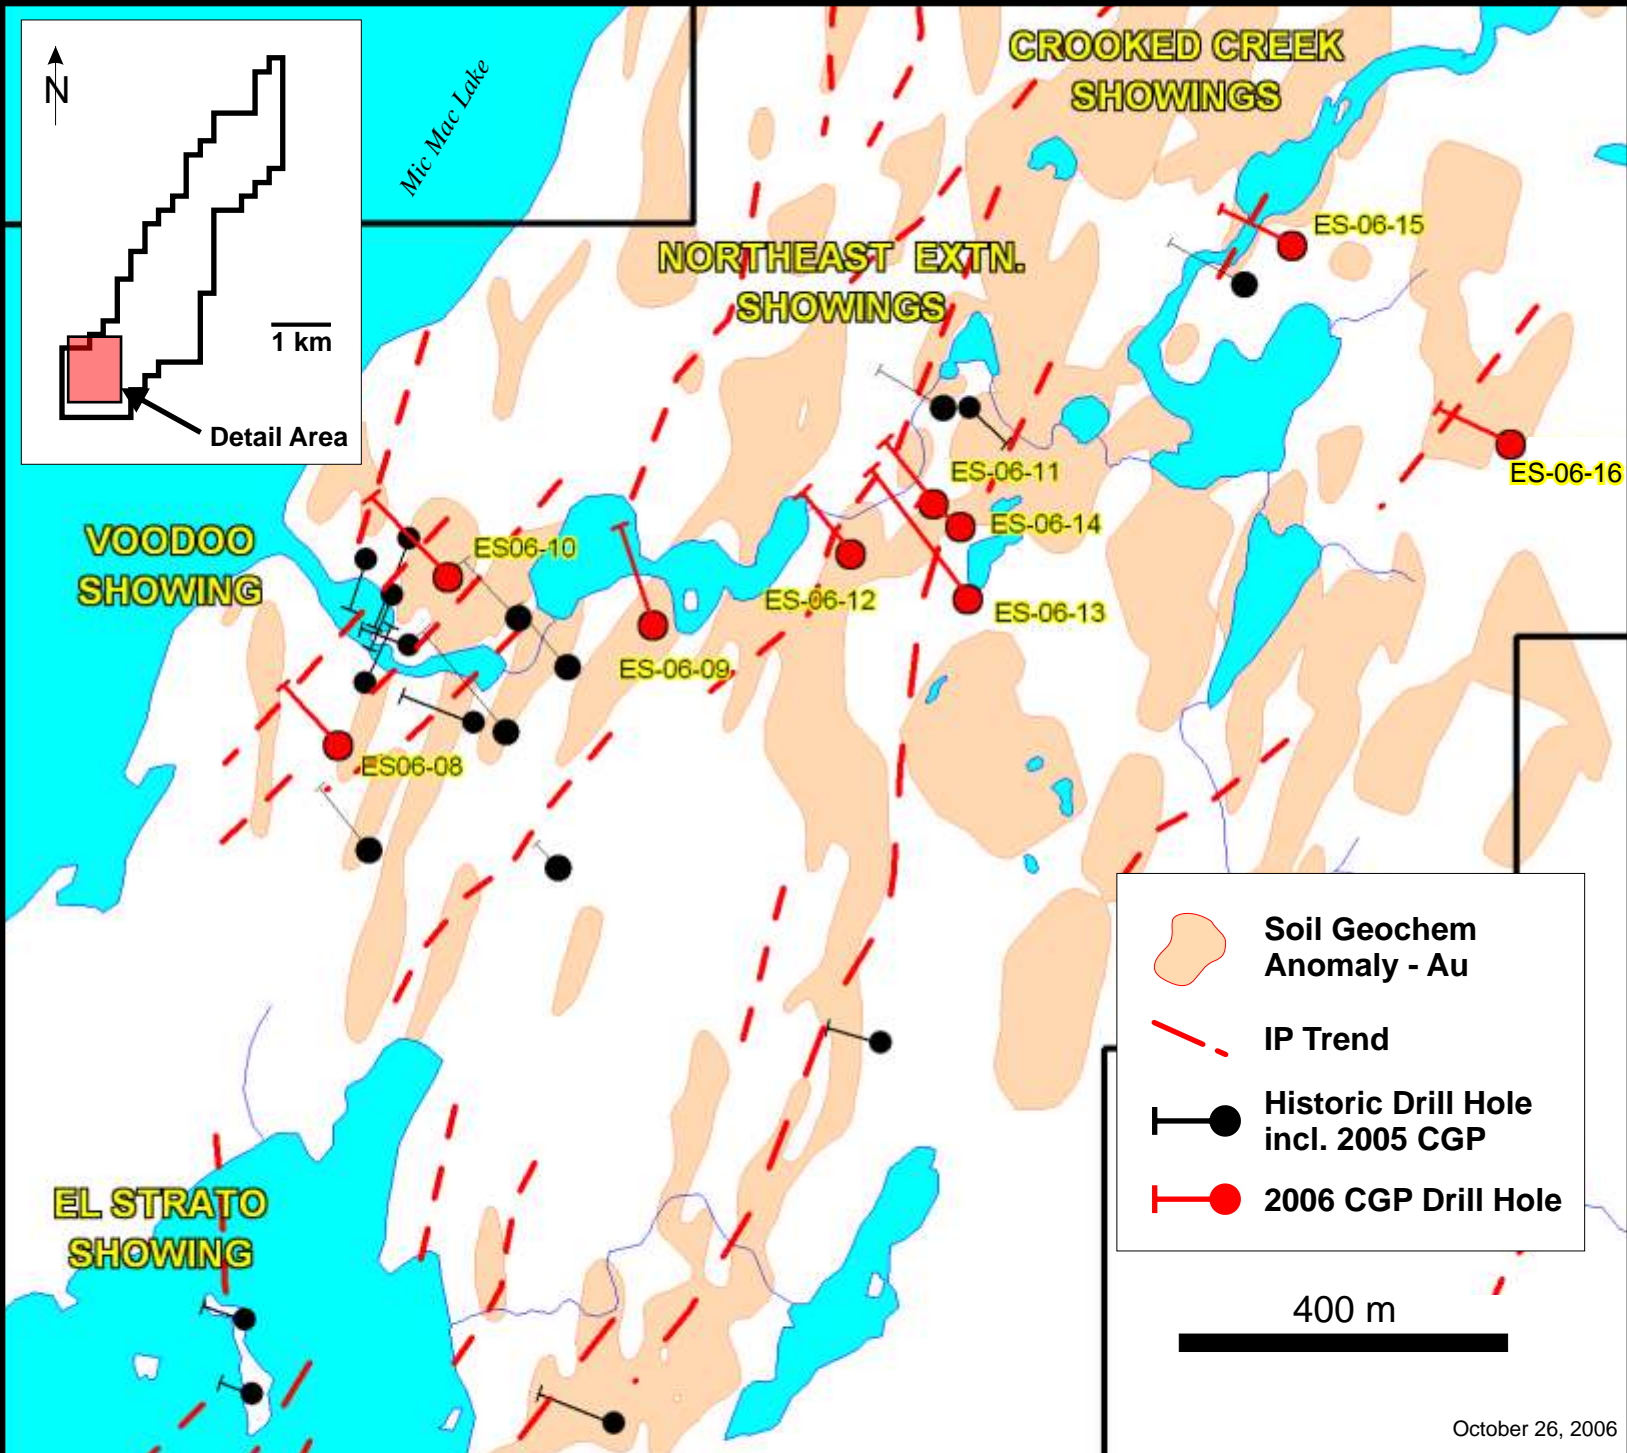 N
1 km
Detail Area
Mic Mac Lake
CROOKED CREEK
SHOWINGS
ES-06-15
NORTHEAST EXTN.
SHOWINGS
ES-06-11
ES-06-16
ES-06-14
VOODOO
SHOWING
ES06-10
ES-06-12
ES-06-13
ES-06-09
ES06-08
Soil Geochem
Anomaly - Au
IP Trend
Historic Drill Hole
incl. 2005 CGP
2006 CGP Drill Hole
EL STRATO
SHOWING
400 m
October 26, 2006